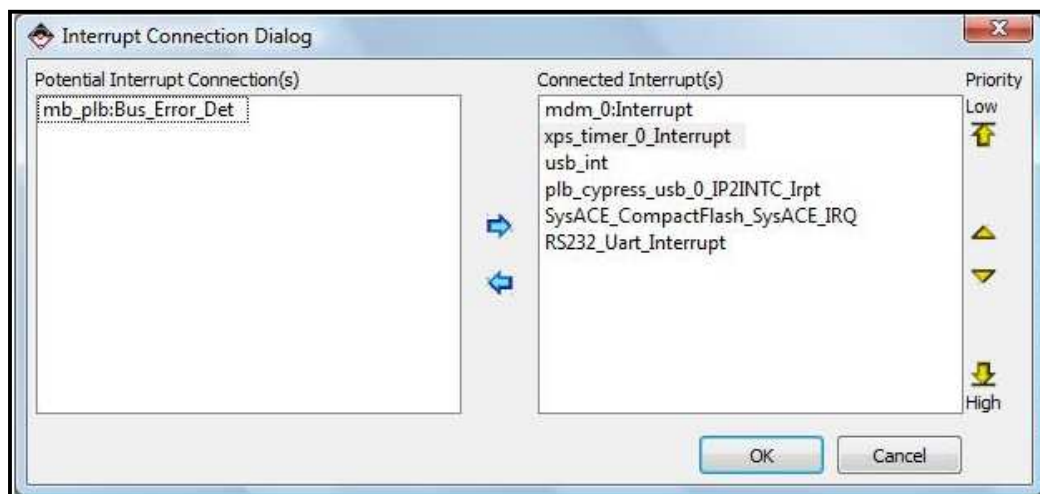 Interrupt Connection Dialog
Potential Interrupt Connection(s)
mb_plb:Bus_Error_Det
Connected Interrupt(s)
mdm_0:Interrupt
xps_timer_0_Interrupt
usb_int
plb_cypress_usb_0_IP2INTC_Irpt
SysACE_CompactFlash_SysACE_IRQ
RS232_Uart_Interrupt
Priority
Low
High
OK
Cancel